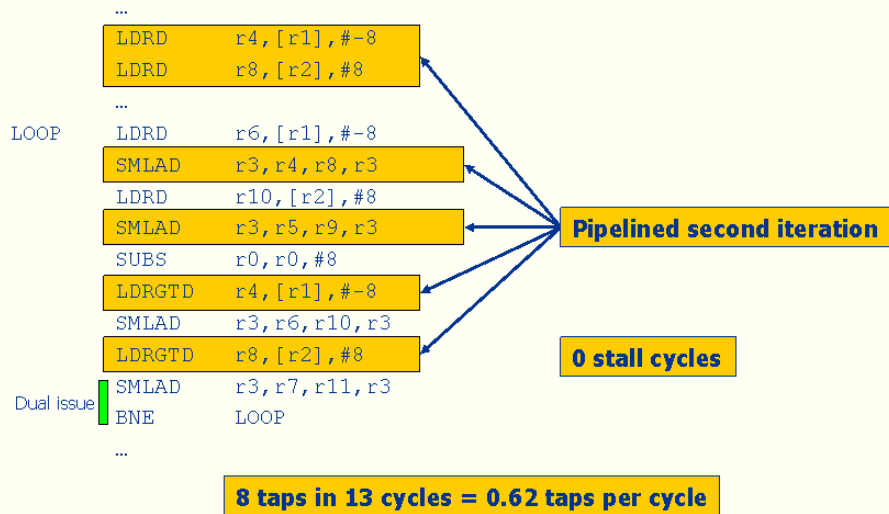 …
LDRD r4,[r1],#-8
LDRD r8,[r2],#8
…
LOOP LDRD r6,[r1],#-8
SMLAD r3,r4,r8,r3
LDRD r10,[r2],#8
SMLAD r3,r5,r9,r3
Pipelined second iteration
SUBS r0,r0,#8
LDRGTD r4,[r1],#-8
SMLAD r3,r6,r10,r3
LDRGTD r8,[r2],#8
0 stall cycles
SMLAD r3,r7,r11,r3
Dual issue
BNE LOOP
…
8 taps in 13 cycles = 0.62 taps per cycle